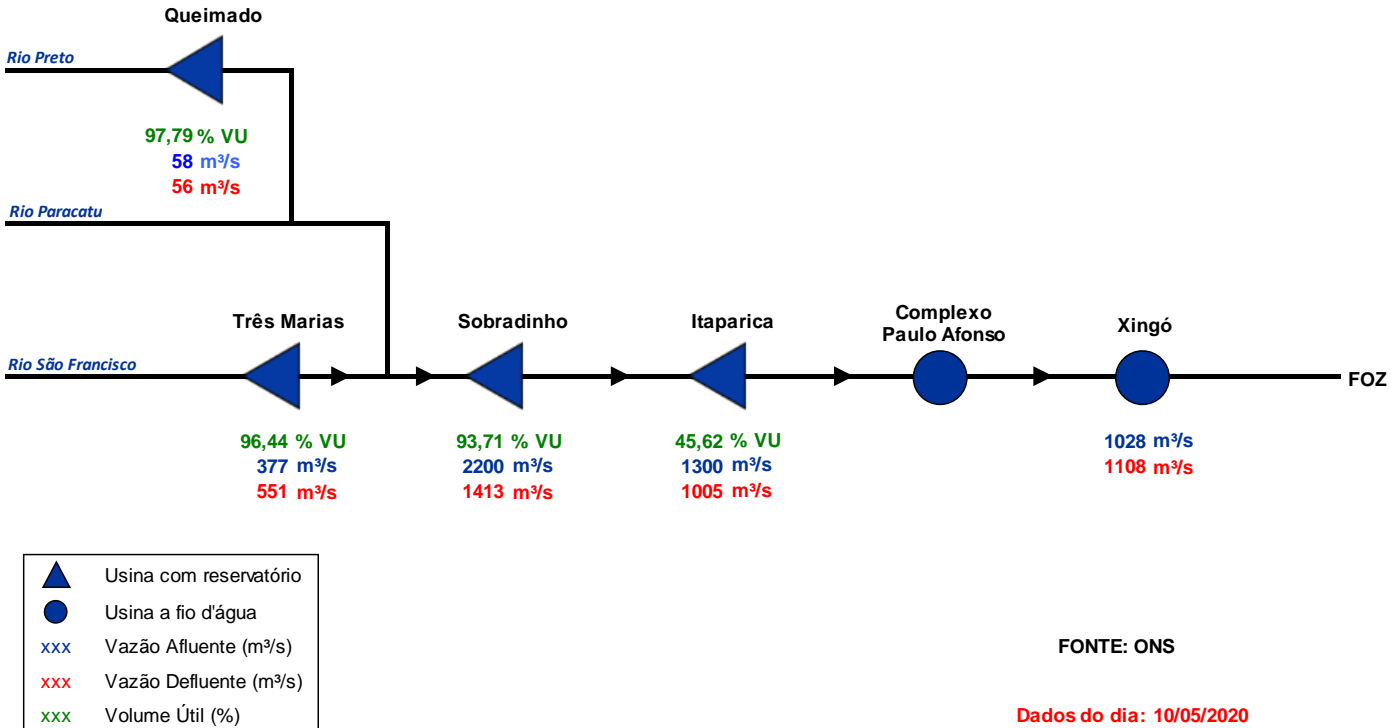 Queimado
Rio Preto
97,79 % VU
58 m³/s
56 m³/s
Rio Paracatu
Três Marias
Sobradinho
Itaparica
Complexo
Paulo Afonso
Xingó
Rio São Francisco
FOZ
96,44 % VU
377 m³/s
551 m³/s
93,71 % VU
2200 m³/s
1413 m³/s
45,62 % VU
1300 m³/s
1005 m³/s
1028 m³/s
1108 m³/s
Usina com reservatório
Usina a fio d'água
xxx Vazão Afluente (m³/s)
xxx Vazão Defluente (m³/s)
xxx Volume Útil (%)
FONTE: ONS
Dados do dia: 10/05/2020